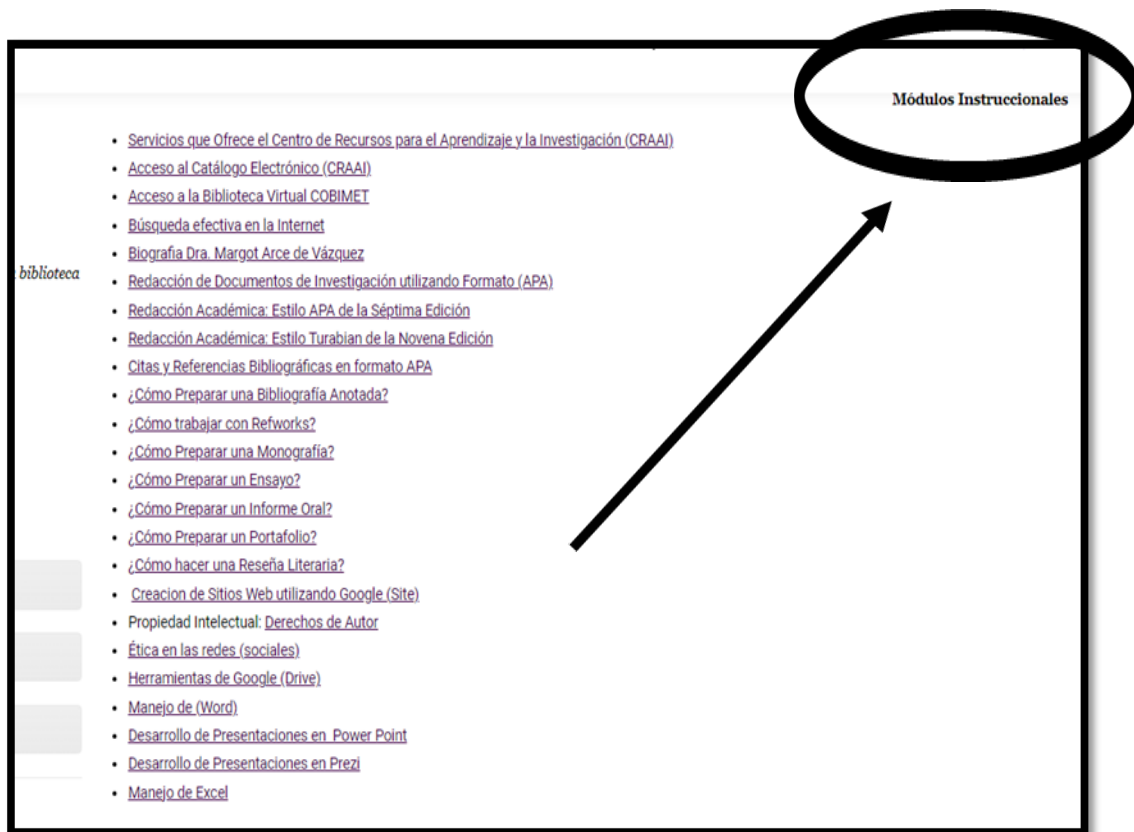 Módulos Instruccionales
Servicios que Ofrece el Centro de Recursos para el Aprendizaje y la Investigación (CRAAI)
Acceso al Catálogo Electrónico (CRAAI)
Acceso a la Biblioteca Virtual COBIMET
Búsqueda efectiva en la Internet
Biografia Dra. Margot Arce de Vázquez
biblioteca
Redacción de Documentos de Investigación utilizando Formato (APA)
Redacción Académica: Estilo APA de la Séptima Edición
Redacción Académica: Estilo Turabian de la Novena Edición
Citas y Referencias Bibliográficas en formato APA
¿Cómo Preparar una Bibliografía Anotada?
¿Cómo trabajar con Refworks?
¿Cómo Preparar una Monografía?
¿Cómo Preparar un Ensayo?
¿Cómo Preparar un Informe Oral?
¿Cómo Preparar un Portafolio?
¿Cómo hacer una Reseña Literaria?
Creacion de Sitios Web utilizando Google (Site)
Propiedad Intelectual: Derechos de Autor
Ética en las redes (sociales)
Herramientas de Google (Drive)
Manejo de (Word)
Desarrollo de Presentaciones en Power Point
Desarrollo de Presentaciones en Prezi
Manejo de Excel